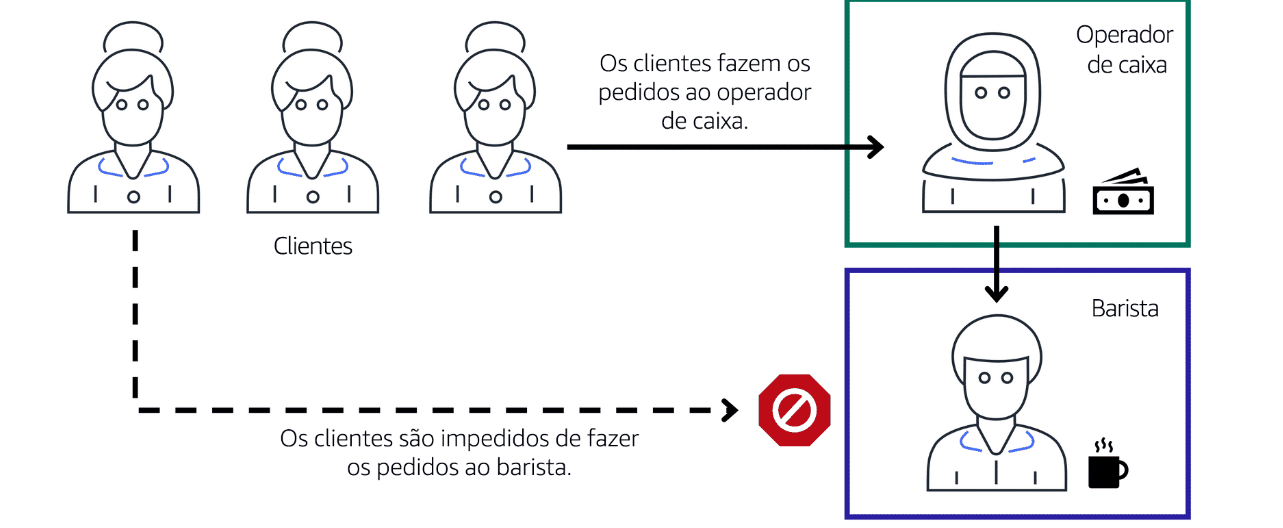 Os clientes fazem os
pedidos ao operador
de caixa.
Operador
de caixa
Clientes
Barista
Os clientes são impedidos de fazer
os pedidos ao barista.